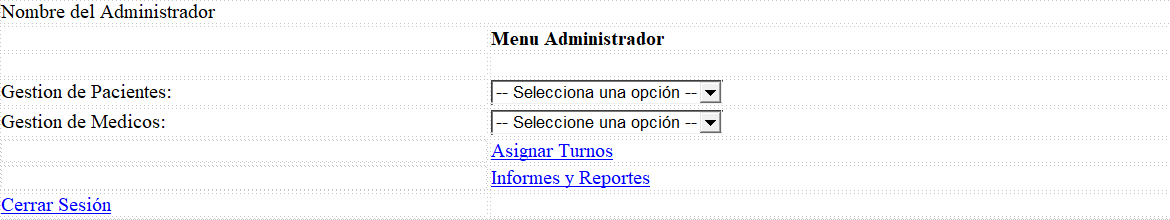 Nombre del Administrador
Menu Administrador
Gestion de Pacientes: -- Selecciona una opción --
Gestion de Medicos: -- Seleccione una opción --
Asignar Turnos
Informes y Reportes
Cerrar Sesión